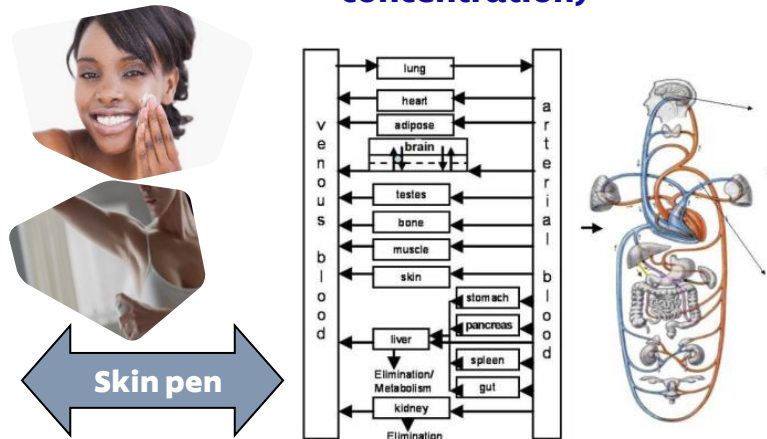 concentration)
lung
heart
adipose
brain
testes
bone
muscle
skin
stomach
pancreas
liver
spleen
Elimination/
Metabolism
gut
kidney
Elimination
venous blood
arterial blood
Skin pen